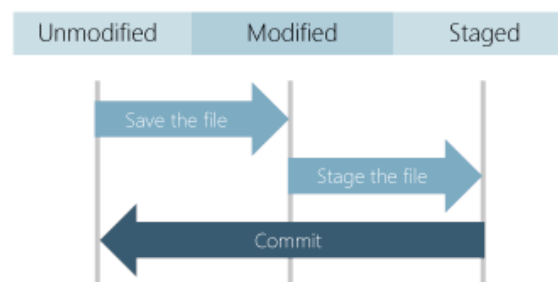 Unmodified Modified Staged
Save the file
Stage the file
Commit